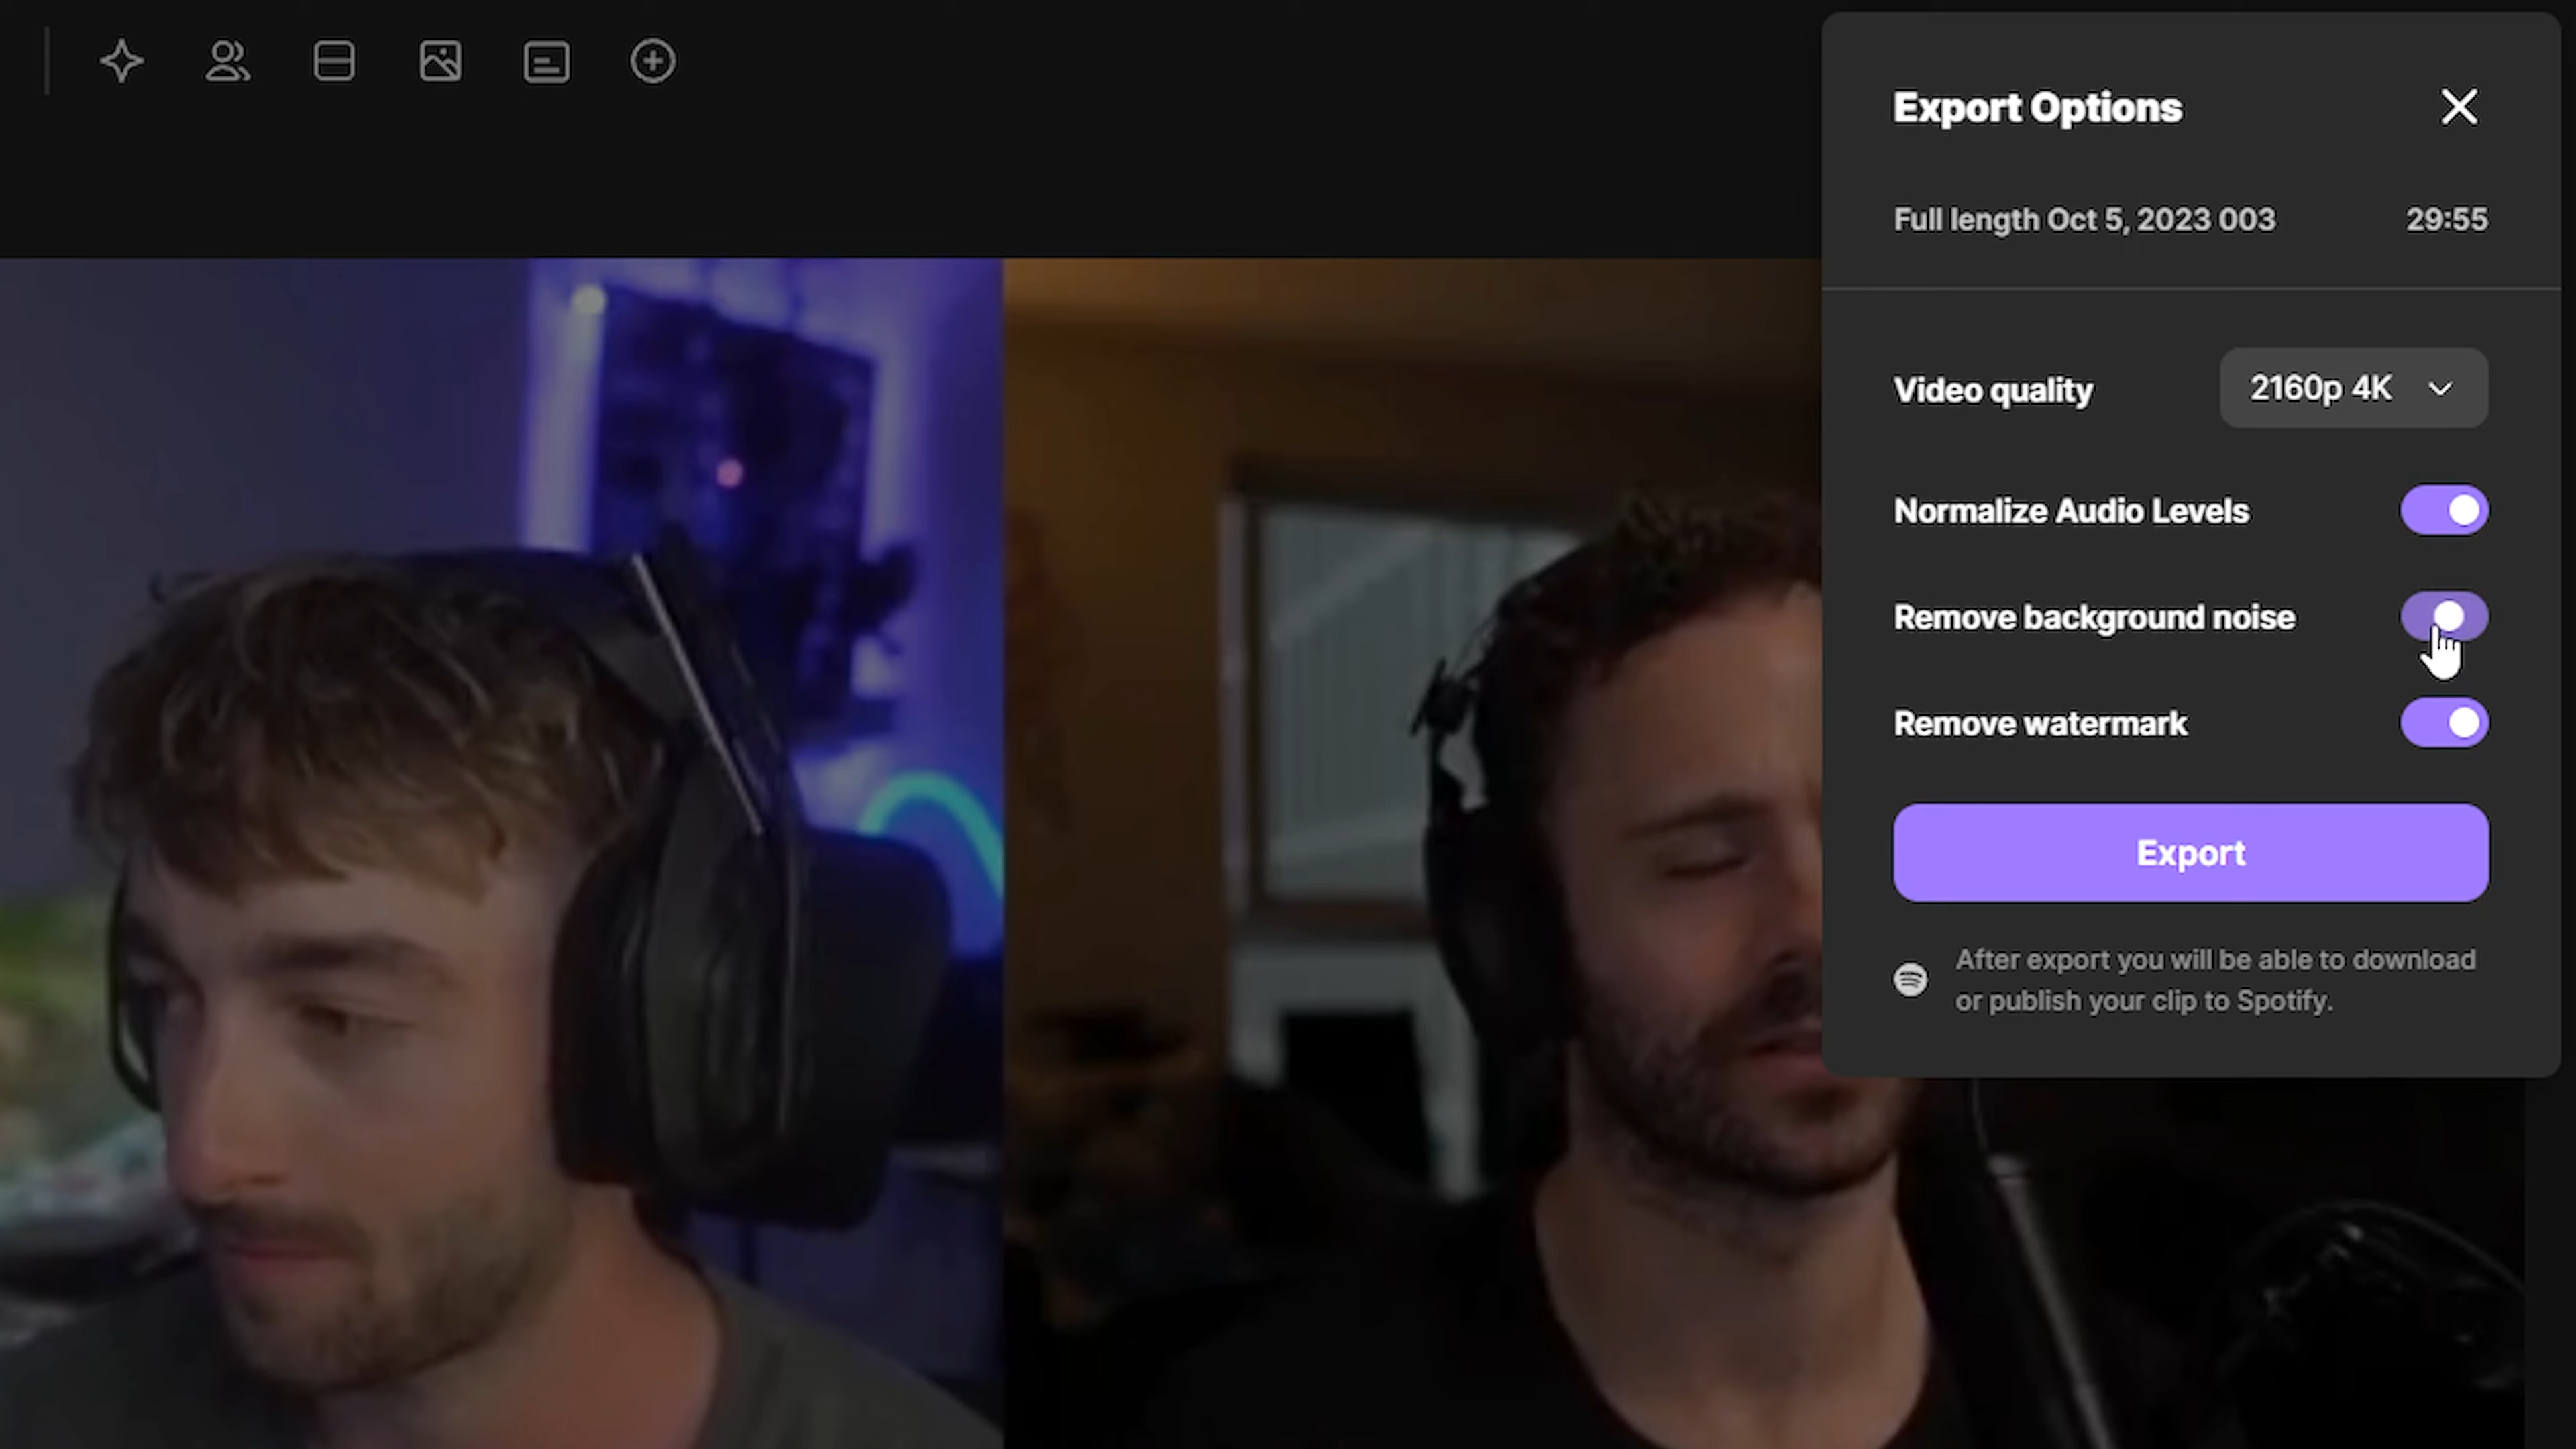 Export Options
Full length Oct 5, 2023 003
29:55
Video quality
2160p 4K
Normalize Audio Levels
Remove background noise
Remove watermark
Export
After export you will be able to download
or publish your clip to Spotify.